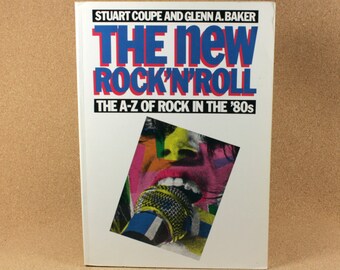 STUART COUPE AND GLENN A. BAKER
THE new
ROCK'N'ROLL
THE A-Z OF ROCK IN THE '80s